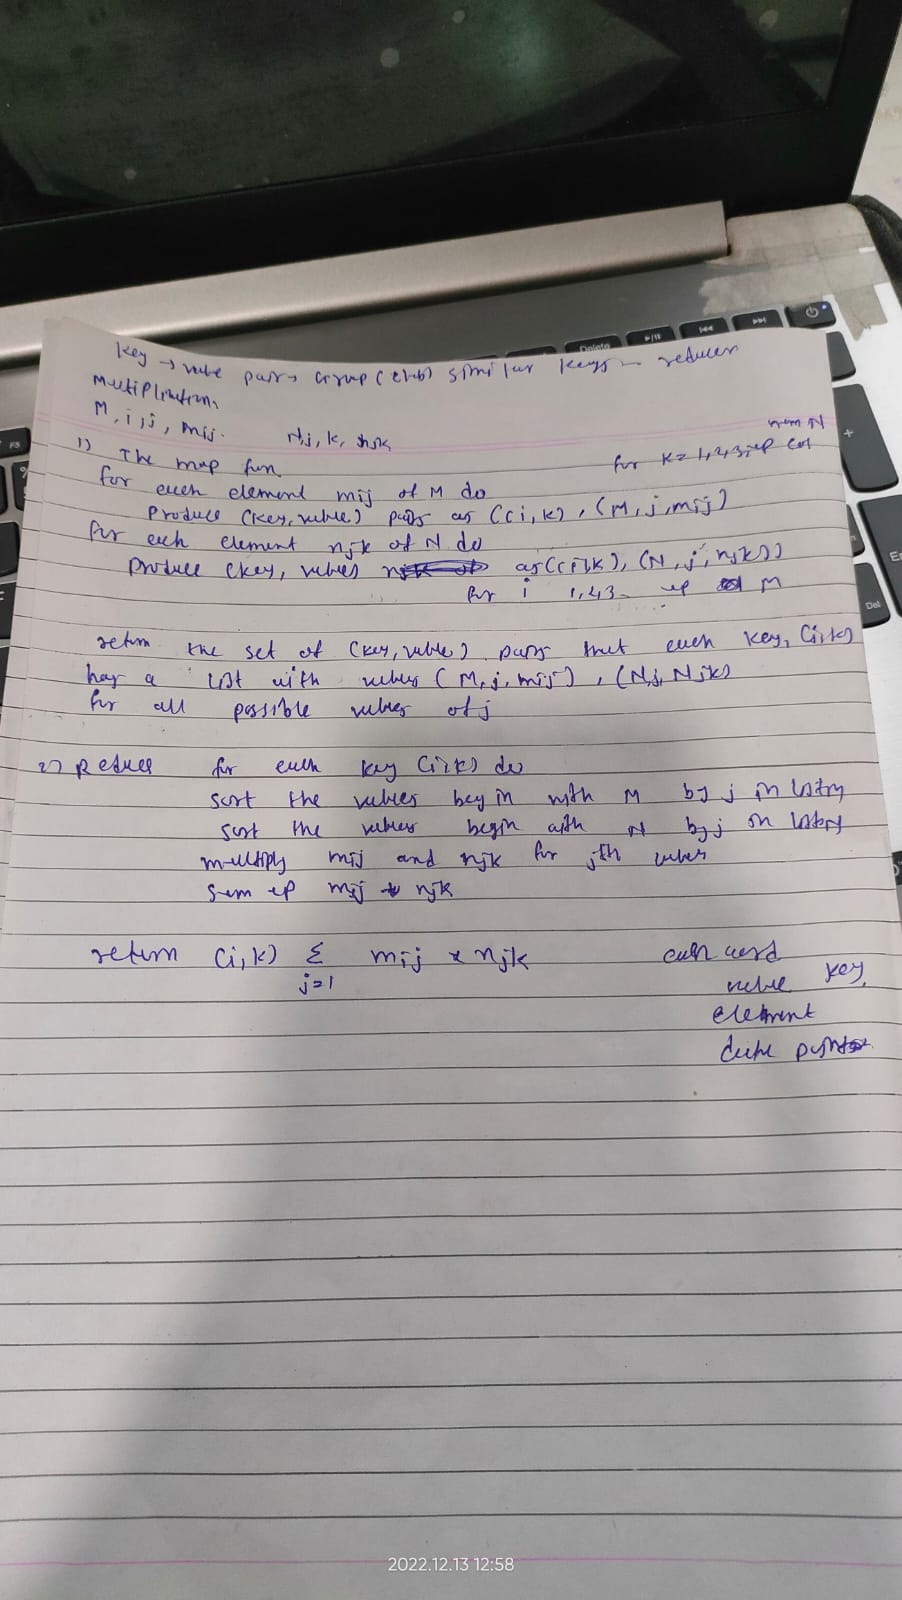 Delete
F5
Del
Key → value pairs Group (club) similar keys — reducer
Multiplication,
M, i, j, mij. N, j, k, njk
num N
1) The map fun for k=1,2,3, up col
for each element mij of M do
Produce (key, value) pairs as ((i,k), (M, j, mij)
for each element njk of N do
Produce (key, values as ((i,k), (N, j, njk))
for i 1,2,3.. up M
return the set of (key, value) pairs that each key, (i,k)
has a list with values (M, j, mij), (N, j, Njk)
for all possible values of j
2) Reduce for each key (i,k) do
sort the values begin with M by j in
sort the values begin with N by j in
multiply mij and njk for jth value
sum up mij * njk
return (i,k) Σ mij * njk
j=1
each word
value key,
element
2022.12.13 12:58